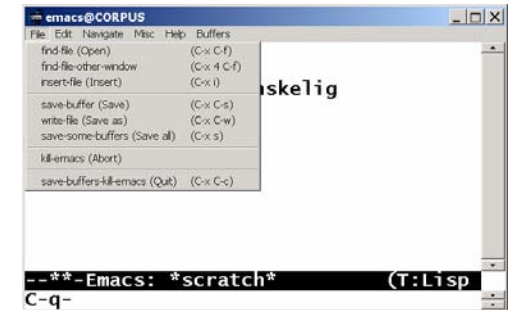 emacs@CORPUS
File Edit Navigate Misc Help Buffers
find-file (Open) (C-x C-f)
find-file-other-window (C-x 4 C-f)
insert-file (Insert) (C-x i)
nskelig
save-buffer (Save) (C-x C-s)
write-file (Save as) (C-x C-w)
save-some-buffers (Save all) (C-x s)
kill-emacs (Abort)
save-buffers-kill-emacs (Quit) (C-x C-c)
--**-Emacs: *scratch* (T:Lisp
C-q-